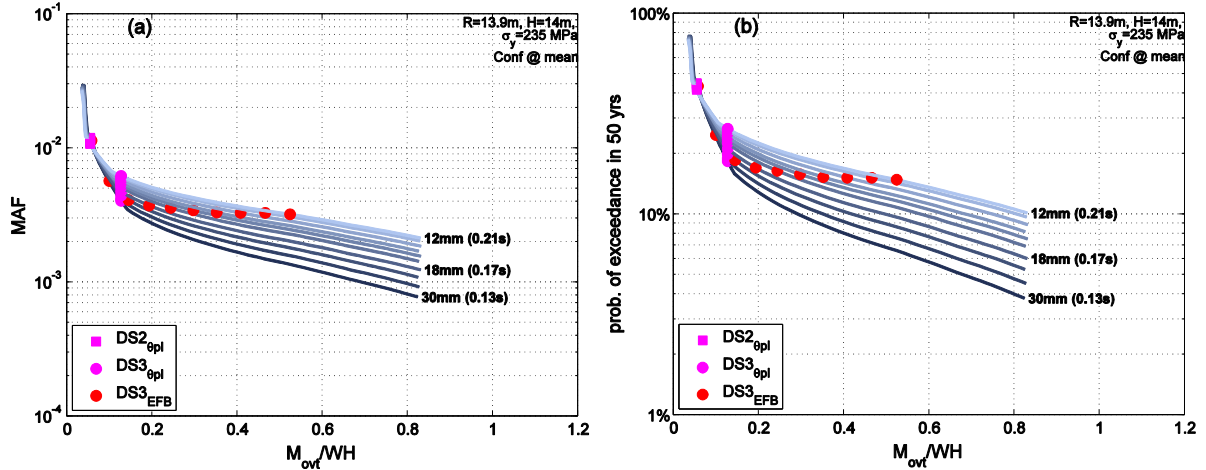 (a)
R=13.9m, H=14m,
σy=235 MPa
Conf @ mean
10^-1
10^-2
10^-3
10^-4
MAF
12mm (0.21s)
18mm (0.17s)
30mm (0.13s)
DS2θpl
DS3θpl
DS3EFB
0 0.2 0.4 0.6 0.8 1 1.2
Movt/WH
(b)
R=13.9m, H=14m,
σy=235 MPa
Conf @ mean
100%
10%
1%
prob. of exceedance in 50 yrs
12mm (0.21s)
18mm (0.17s)
30mm (0.13s)
DS2θpl
DS3θpl
DS3EFB
0 0.2 0.4 0.6 0.8 1 1.2
Movt/WH